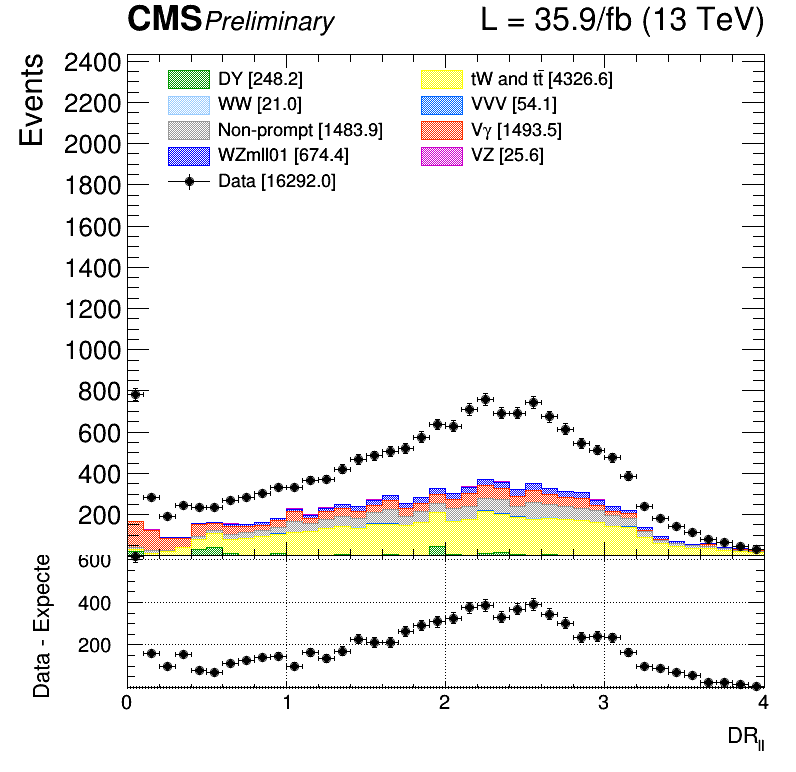 CMS Preliminary L = 35.9/fb (13 TeV)
Events
2400
2200
2000
1800
1600
1400
1200
1000
800
600
400
200
DY [248.2]
WW [21.0]
Non-prompt [1483.9]
WZmll01 [674.4]
Data [16292.0]
tW and tt̄ [4326.6]
VVV [54.1]
Vγ [1493.5]
VZ [25.6]
Data - Expecte
600
400
200
0 1 2 3 4
DRll